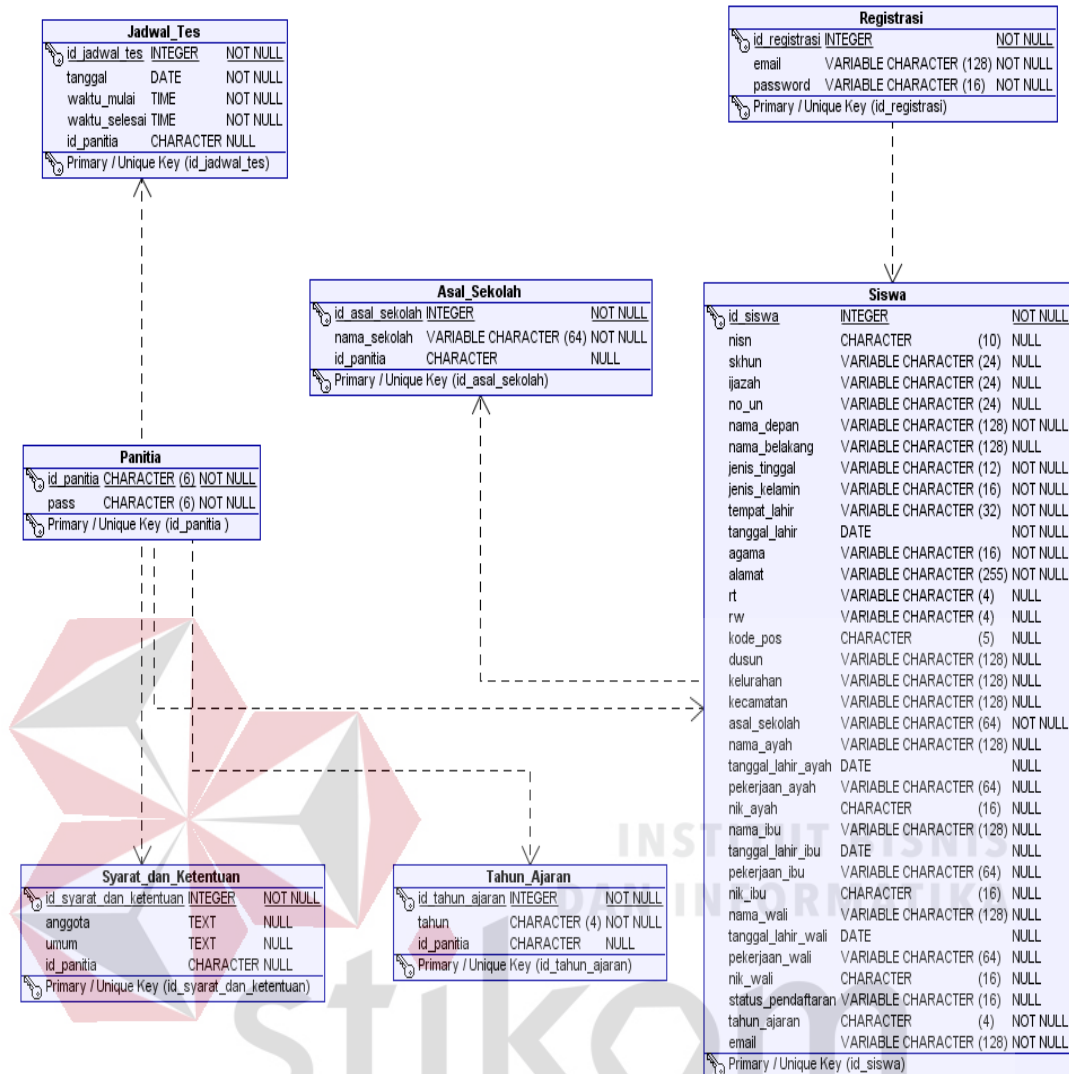 Jadwal_Tes
id_jadwal_tes INTEGER NOT NULL
tanggal DATE NOT NULL
waktu_mulai TIME NOT NULL
waktu_selesai TIME NOT NULL
id_panitia CHARACTER NULL
Primary / Unique Key (id_jadwal_tes)
Registrasi
id_registrasi INTEGER NOT NULL
email VARIABLE CHARACTER (128) NOT NULL
password VARIABLE CHARACTER (16) NOT NULL
Primary / Unique Key (id_registrasi)
Asal_Sekolah
id_asal_sekolah INTEGER NOT NULL
nama_sekolah VARIABLE CHARACTER (64) NOT NULL
id_panitia CHARACTER NULL
Primary / Unique Key (id_asal_sekolah)
Panitia
id_panitia CHARACTER (6) NOT NULL
pass CHARACTER (6) NOT NULL
Primary / Unique Key (id_panitia )
Siswa
id_siswa INTEGER NOT NULL
nisn CHARACTER (10) NULL
skhun VARIABLE CHARACTER (24) NULL
ijazah VARIABLE CHARACTER (24) NULL
no_un VARIABLE CHARACTER (24) NULL
nama_depan VARIABLE CHARACTER (128) NOT NULL
nama_belakang VARIABLE CHARACTER (128) NULL
jenis_tinggal VARIABLE CHARACTER (12) NOT NULL
jenis_kelamin VARIABLE CHARACTER (16) NOT NULL
tempat_lahir VARIABLE CHARACTER (32) NOT NULL
tanggal_lahir DATE NOT NULL
agama VARIABLE CHARACTER (16) NOT NULL
alamat VARIABLE CHARACTER (255) NOT NULL
rt VARIABLE CHARACTER (4) NULL
rw VARIABLE CHARACTER (4) NULL
kode_pos CHARACTER (5) NULL
dusun VARIABLE CHARACTER (128) NULL
kelurahan VARIABLE CHARACTER (128) NULL
kecamatan VARIABLE CHARACTER (128) NULL
asal_sekolah VARIABLE CHARACTER (64) NOT NULL
nama_ayah VARIABLE CHARACTER (128) NULL
tanggal_lahir_ayah DATE NULL
pekerjaan_ayah VARIABLE CHARACTER (64) NULL
nik_ayah CHARACTER (16) NULL
nama_ibu VARIABLE CHARACTER (128) NULL
tanggal_lahir_ibu DATE NULL
pekerjaan_ibu VARIABLE CHARACTER (64) NULL
nik_ibu CHARACTER (16) NULL
nama_wali VARIABLE CHARACTER (128) NULL
tanggal_lahir_wali DATE NULL
pekerjaan_wali VARIABLE CHARACTER (64) NULL
nik_wali CHARACTER (16) NULL
status_pendaftaran VARIABLE CHARACTER (16) NULL
tahun_ajaran CHARACTER (4) NOT NULL
email VARIABLE CHARACTER (128) NOT NULL
Primary / Unique Key (id_siswa)
Syarat_dan_Ketentuan
id_syarat_dan_ketentuan INTEGER NOT NULL
anggota TEXT NULL
umum TEXT NULL
id_panitia CHARACTER NULL
Primary / Unique Key (id_syarat_dan_ketentuan)
Tahun_Ajaran
id_tahun_ajaran INTEGER NOT NULL
tahun CHARACTER (4) NOT NULL
id_panitia CHARACTER NULL
Primary / Unique Key (id_tahun_ajaran)
INSTITUT BISNIS
DAN INFORMATIKA
stikom